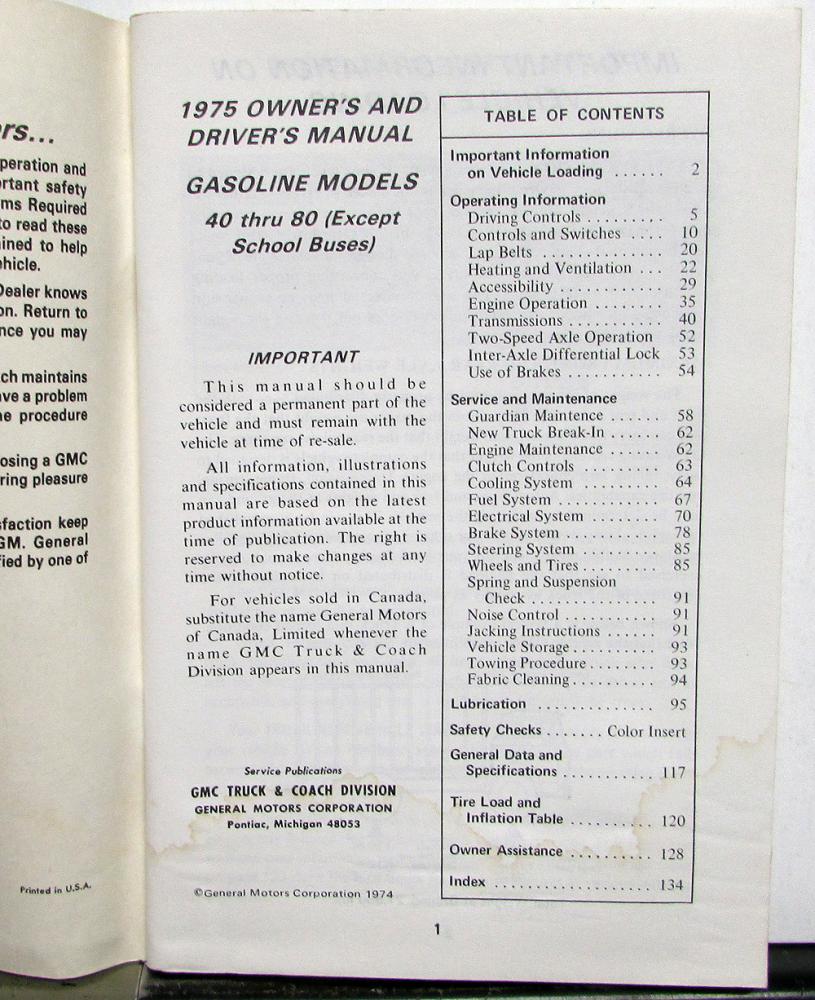 rs...
peration and
rtant safety
ms Required
to read these
ined to help
hicle.
Dealer knows
on. Return to
nce you may
ch maintains
ve a problem
ne procedure
osing a GMC
ring pleasure
sfaction keep
GM. General
fied by one of
Printed in U.S.A.
1975 OWNER'S AND
DRIVER'S MANUAL
GASOLINE MODELS
40 thru 80 (Except
School Buses)
IMPORTANT
This manual should be
considered a permanent part of the
vehicle and must remain with the
vehicle at time of re-sale.
All information, illustrations
and specifications contained in this
manual are based on the latest
product information available at the
time of publication. The right is
reserved to make changes at any
time without notice.
For vehicles sold in Canada,
substitute the name General Motors
of Canada, Limited whenever the
name GMC Truck & Coach
Division appears in this manual.
Service Publications
GMC TRUCK & COACH DIVISION
GENERAL MOTORS CORPORATION
Pontiac, Michigan 48053
©General Motors Corporation 1974
TABLE OF CONTENTS
Important Information
on Vehicle Loading ...... 2
Operating Information
Driving Controls ......... 5
Controls and Switches .... 10
Lap Belts ............ 20
Heating and Ventilation ... 22
Accessibility ........... 29
Engine Operation ........ 35
Transmissions .......... 40
Two-Speed Axle Operation 52
Inter-Axle Differential Lock 53
Use of Brakes .......... 54
Service and Maintenance
Guardian Maintence ...... 58
New Truck Break-In ...... 62
Engine Maintenance ...... 62
Clutch Controls ......... 63
Cooling System ......... 64
Fuel System ........... 67
Electrical System ........ 70
Brake System .......... 78
Steering System ......... 85
Wheels and Tires ........ 85
Spring and Suspension
Check ............. 91
Noise Control .......... 91
Jacking Instructions ...... 91
Vehicle Storage ......... 93
Towing Procedure ........ 93
Fabric Cleaning .......... 94
Lubrication .............. 95
Safety Checks ....... Color Insert
General Data and
Specifications ........... 117
Tire Load and
Inflation Table .......... 120
Owner Assistance .......... 128
Index ................... 134
1